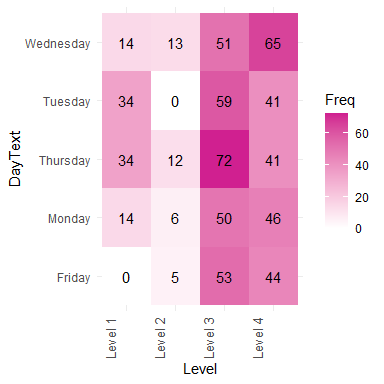 Wednesday 14 13 51 65
Tuesday 34 0 59 41
Thursday 34 12 72 41
Monday 14 6 50 46
Friday 0 5 53 44
DayText
Level 1 Level 2 Level 3 Level 4
Level
Freq
60
40
20
0